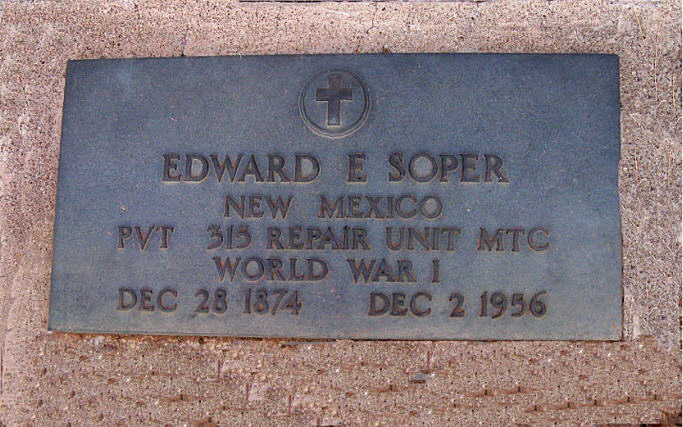 EDWARD E SOPER
NEW MEXICO
PVT 315 REPAIR UNIT MTC
WORLD WAR I
DEC 28 1874 DEC 2 1956